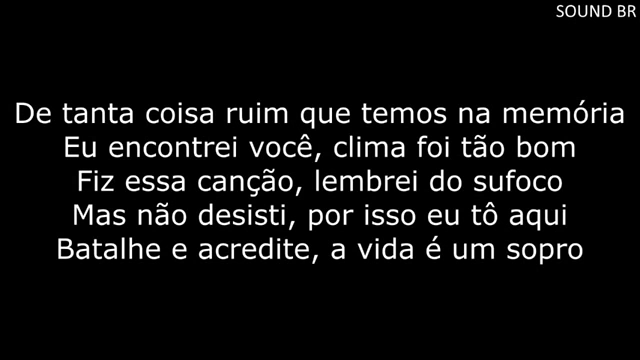 SOUND BR
De tanta coisa ruim que temos na memória
Eu encontrei você, clima foi tão bom
Fiz essa canção, lembrei do sufoco
Mas não desisti, por isso eu tô aqui
Batalhe e acredite, a vida é um sopro